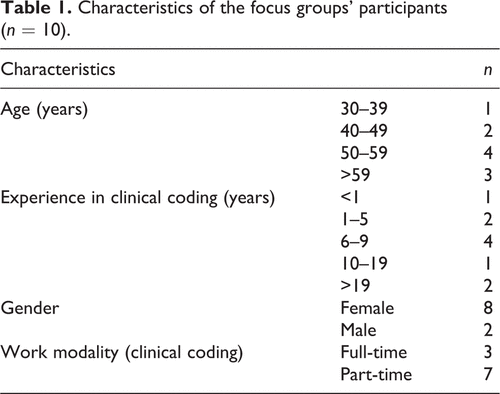 Table 1. Characteristics of the focus groups' participants
(n = 10).
Characteristics n
Age (years) 30–39 1
40–49 2
50–59 4
>59 3
Experience in clinical coding (years) <1 1
1–5 2
6–9 4
10–19 1
>19 2
Gender Female 8
Male 2
Work modality (clinical coding) Full-time 3
Part-time 7